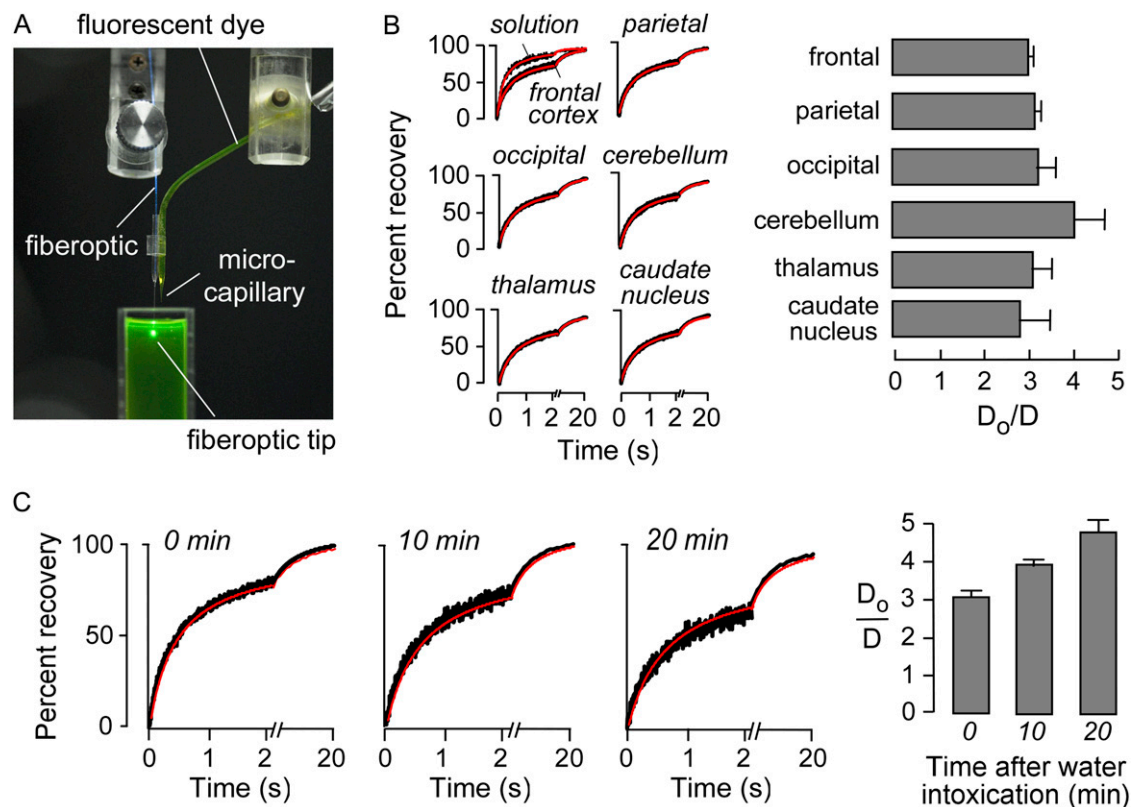 A
fluorescent dye
fiberoptic
micro-
capillary
fiberoptic tip
B
Percent recovery
solution
frontal
cortex
parietal
100
50
0
occipital
cerebellum
100
50
0
thalamus
caudate
nucleus
100
50
0
0 1 2 20
0 1 2 20
Time (s)
frontal
parietal
occipital
cerebellum
thalamus
caudate
nucleus
0 1 2 3 4 5
Do/D
C
Percent recovery
100
50
0
0 min
0 1 2 20
Time (s)
10 min
0 1 2 20
Time (s)
20 min
0 1 2 20
Time (s)
Do
D
5
4
3
2
1
0
0 10 20
Time after water
intoxication (min)